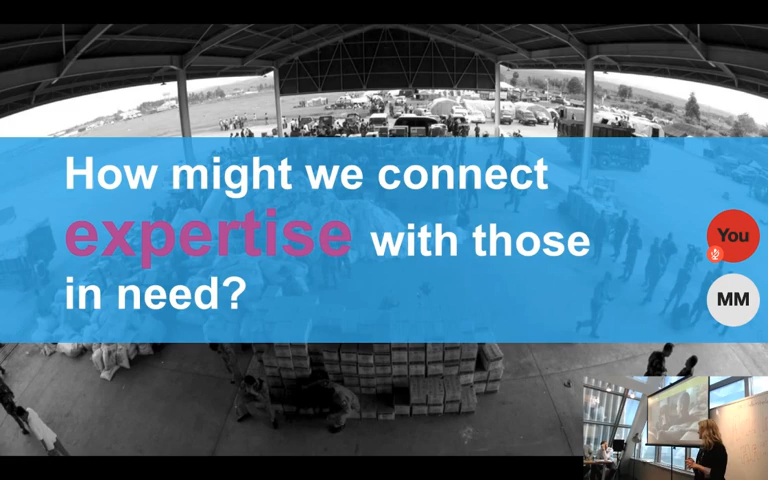 How might we connect
expertise with those
in need?
You
MM